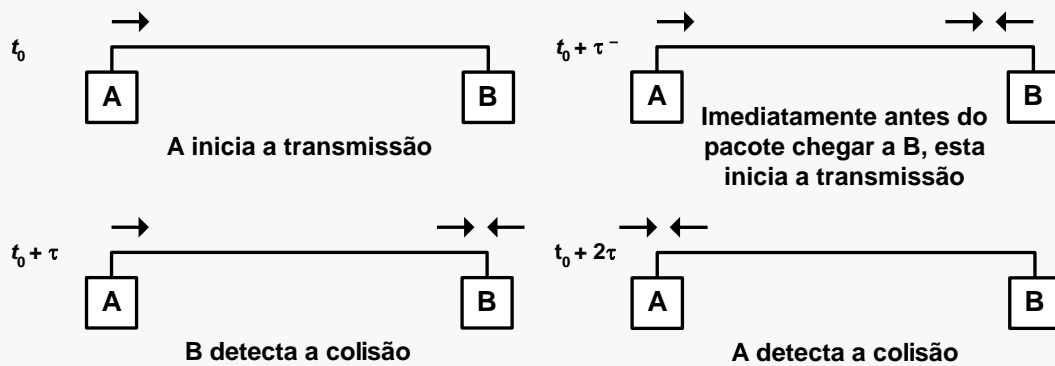 t0
A
B
A inicia a transmissão
t0 + τ –
A
B
Imediatamente antes do
pacote chegar a B, esta
inicia a transmissão
t0 + τ
A
B
B detecta a colisão
t0 + 2τ
A
B
A detecta a colisão